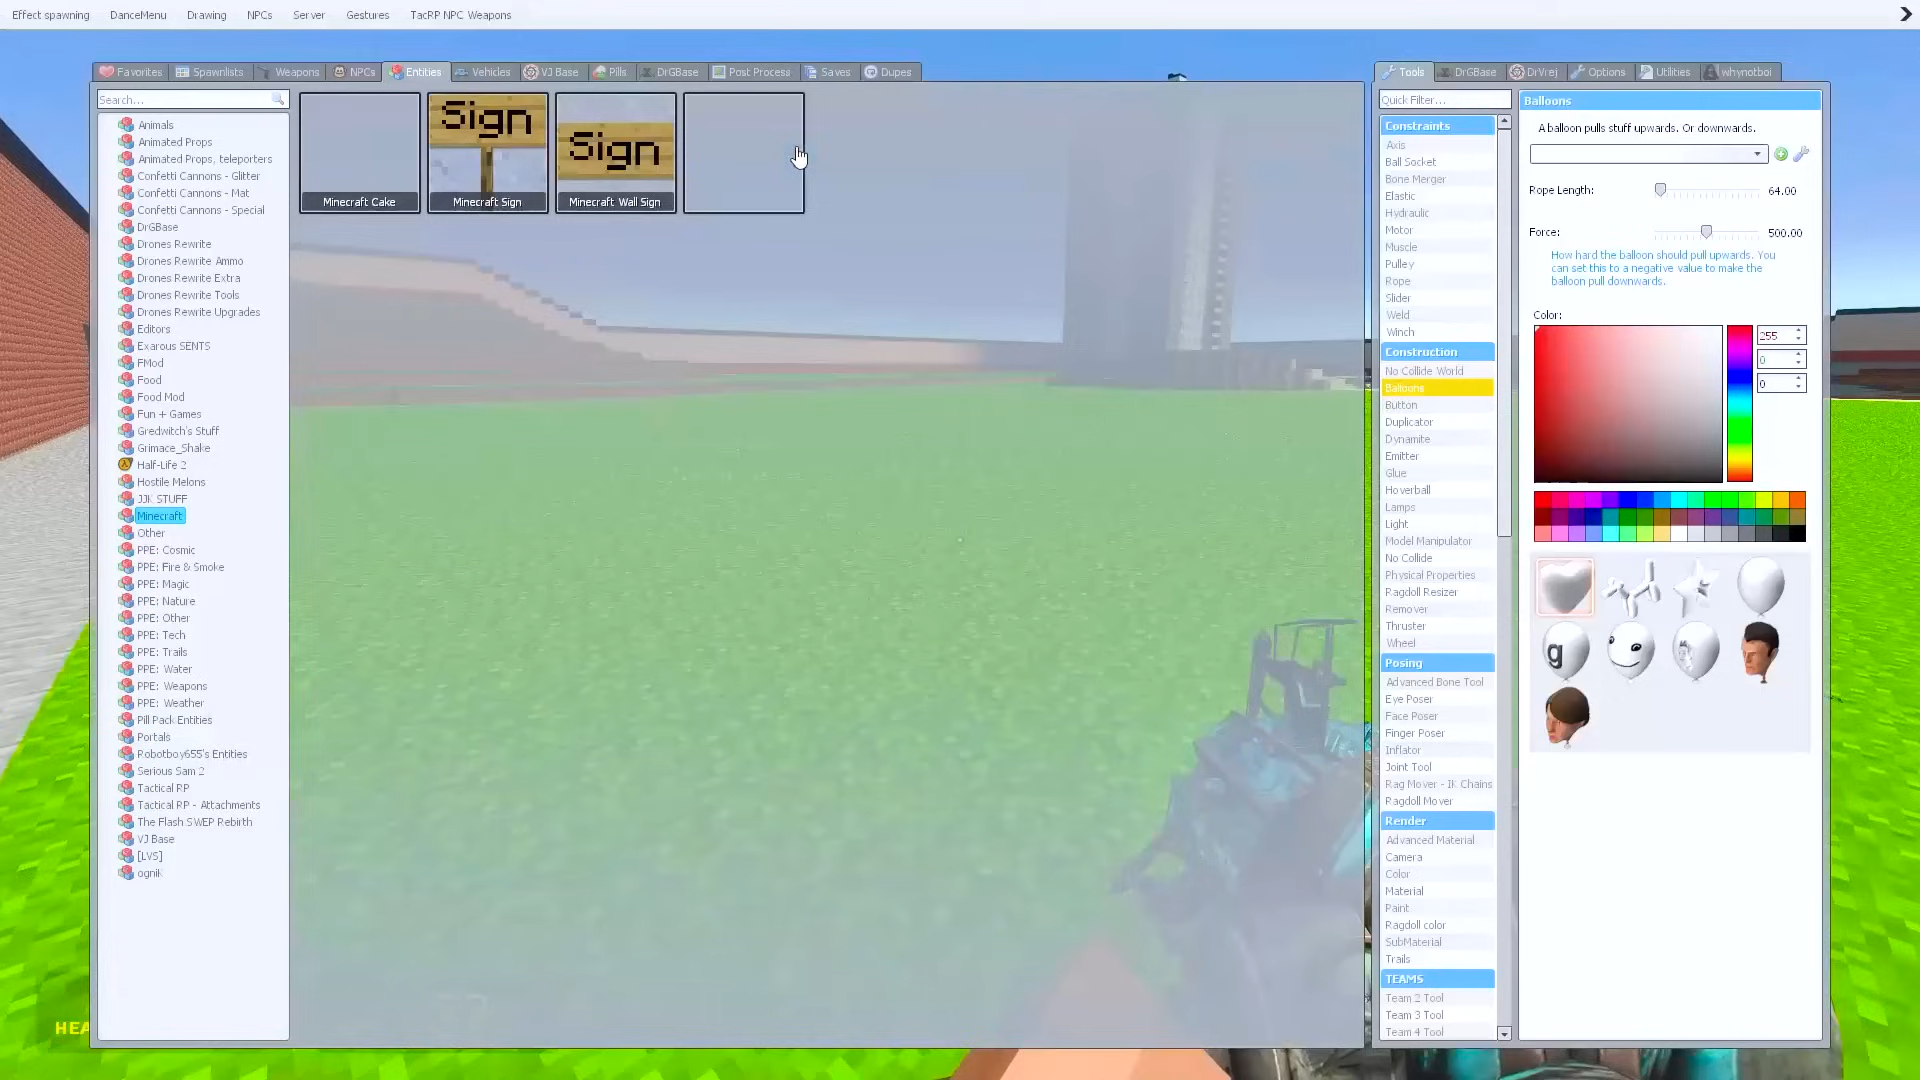 Effect spawning DanceMenu Drawing NPCs Server Gestures TacRP NPC Weapons
Favorites Spawnlists Weapons NPCs Entities Vehicles VJ Base Pills DrGBase Post Process Saves Dupes
Search...
Animals
Animated Props
Animated Props, teleporters
Confetti Cannons - Glitter
Confetti Cannons - Mat
Confetti Cannons - Special
DrGBase
Drones Rewrite
Drones Rewrite Ammo
Drones Rewrite Extra
Drones Rewrite Tools
Drones Rewrite Upgrades
Editors
Exarous SENTS
FMod
Food
Food Mod
Fun + Games
Gredwitch's Stuff
Grimace_Shake
Half-Life 2
Hostile Melons
JJK STUFF
Minecraft
Other
PPE: Cosmic
PPE: Fire & Smoke
PPE: Magic
PPE: Nature
PPE: Other
PPE: Tech
PPE: Trails
PPE: Water
PPE: Weapons
PPE: Weather
Pill Pack Entities
Portals
Robotboy655's Entities
Serious Sam 2
Tactical RP
Tactical RP - Attachments
The Flash SWEP Rebirth
VJ Base
[LVS]
ognik
Sign
Sign
Minecraft Cake
Minecraft Sign
Minecraft Wall Sign
HEA
Tools DrGBase DrVrej Options Utilities whynotboi
Quick Filter...
Constraints
Axis
Ball Socket
Bone Merger
Elastic
Hydraulic
Motor
Muscle
Pulley
Rope
Slider
Weld
Winch
Construction
No Collide World
Balloons
Button
Duplicator
Dynamite
Emitter
Glue
Hoverball
Lamps
Light
Model Manipulator
No Collide
Physical Properties
Ragdoll Resizer
Remover
Thruster
Wheel
Posing
Advanced Bone Tool
Eye Poser
Face Poser
Finger Poser
Inflator
Joint Tool
Rag Mover - IK Chains
Ragdoll Mover
Render
Advanced Material
Camera
Color
Material
Paint
Ragdoll color
SubMaterial
Trails
TEAMS
Team 2 Tool
Team 3 Tool
Team 4 Tool
Balloons
A balloon pulls stuff upwards. Or downwards.
Rope Length: 64.00
Force: 500.00
How hard the balloon should pull upwards. You
can set this to a negative value to make the
balloon pull downwards.
Color:
255
0
0
g